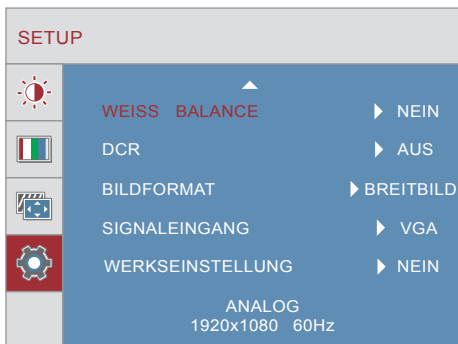 SETUP
WEISS BALANCE NEIN
DCR AUS
BILDFORMAT BREITBILD
SIGNALEINGANG VGA
WERKSEINSTELLUNG NEIN
ANALOG
1920x1080 60Hz